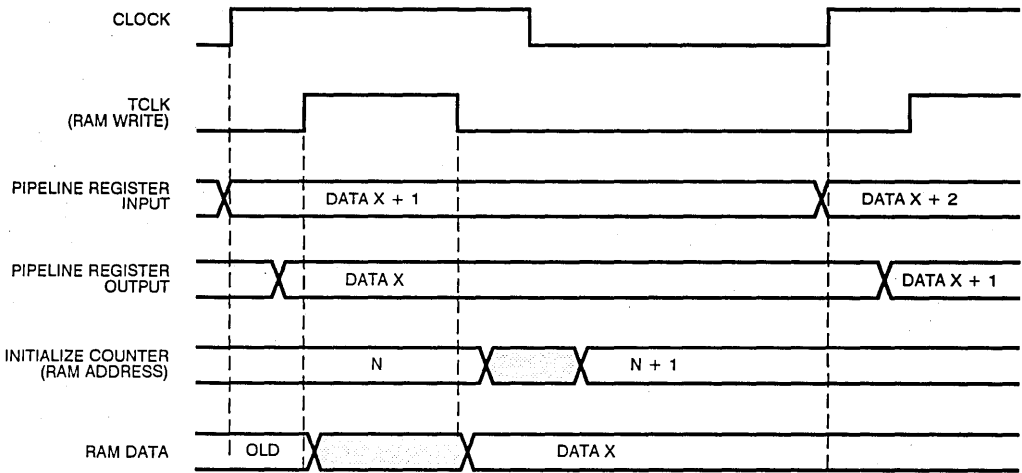 CLOCK
TCLK
(RAM WRITE)
PIPELINE REGISTER
INPUT
DATA X + 1
DATA X + 2
PIPELINE REGISTER
OUTPUT
DATA X
DATA X + 1
INITIALIZE COUNTER
(RAM ADDRESS)
N
N + 1
RAM DATA
OLD
DATA X